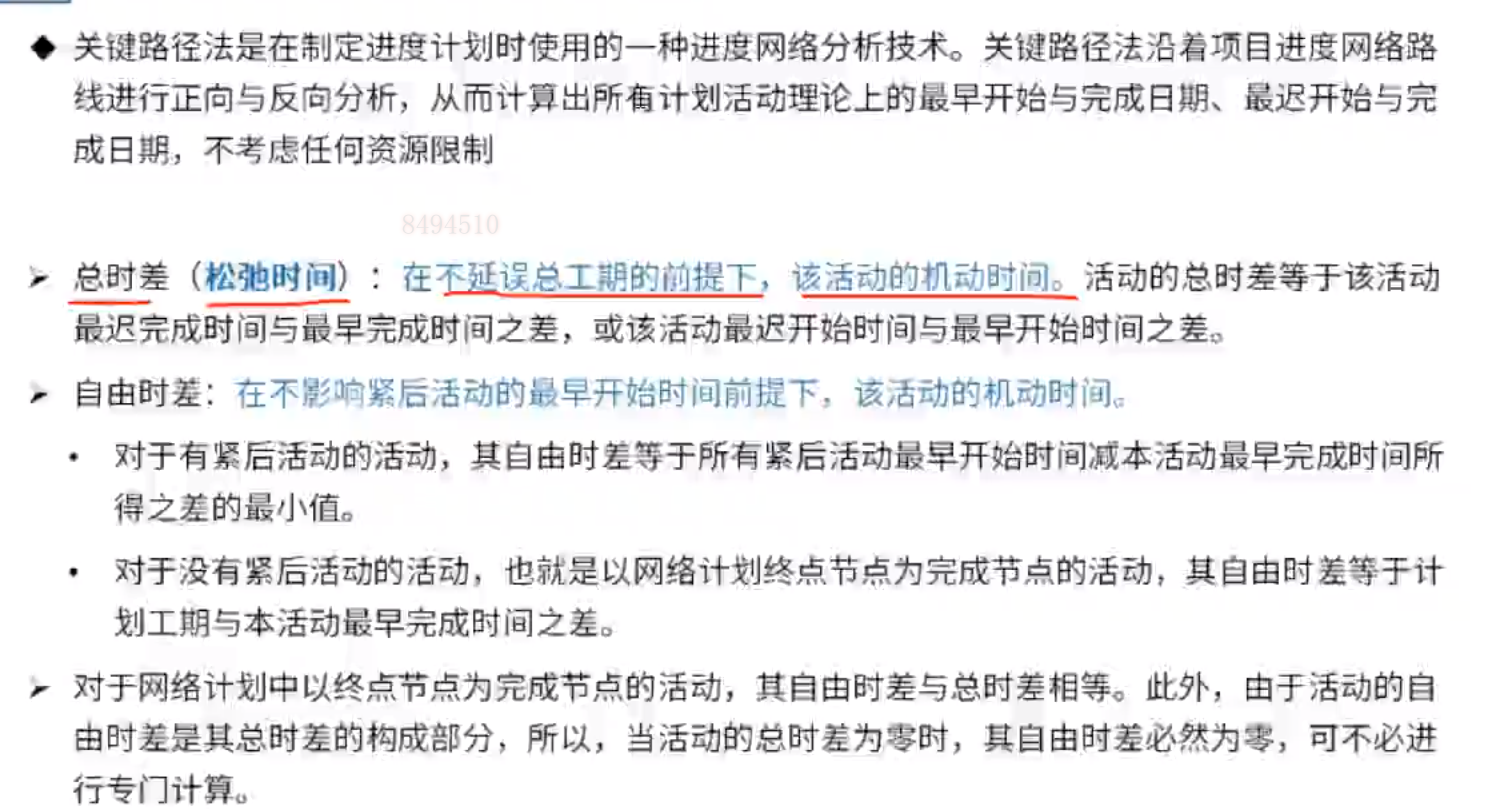 ◆ 关键路径法是在制定进度计划时使用的一种进度网络分析技术。关键路径法沿着项目进度网络路
线进行正向与反向分析，从而计算出所有计划活动理论上的最早开始与完成日期、最迟开始与完
成日期，不考虑任何资源限制
8494510
➢ 总时差（松弛时间）：在不延误总工期的前提下，该活动的机动时间。活动的总时差等于该活动
最迟完成时间与最早完成时间之差，或该活动最迟开始时间与最早开始时间之差。
➢ 自由时差：在不影响紧后活动的最早开始时间前提下，该活动的机动时间。
• 对于有紧后活动的活动，其自由时差等于所有紧后活动最早开始时间减本活动最早完成时间所
得之差的最小值。
• 对于没有紧后活动的活动，也就是以网络计划终点节点为完成节点的活动，其自由时差等于计
划工期与本活动最早完成时间之差。
➢ 对于网络计划中以终点节点为完成节点的活动，其自由时差与总时差相等。此外，由于活动的自
由时差是其总时差的构成部分，所以，当活动的总时差为零时，其自由时差必然为零，可不必进
行专门计算。